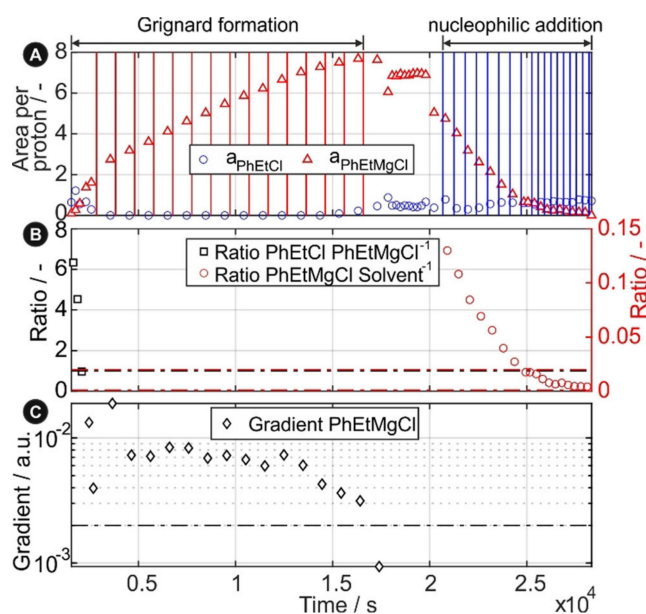 Grignard formation
nucleophilic addition
A
Area per
proton / -
8
6
4
2
0
a_PhEtCl
a_PhEtMgCl
B
Ratio / -
8
6
4
2
0
Ratio PhEtCl PhEtMgCl⁻¹
Ratio PhEtMgCl Solvent⁻¹
0.15
0.1
0.05
0
Ratio / -
C
Gradient / a.u.
10⁻²
10⁻³
Gradient PhEtMgCl
0.5
1
1.5
2
2.5
×10⁴
Time / s